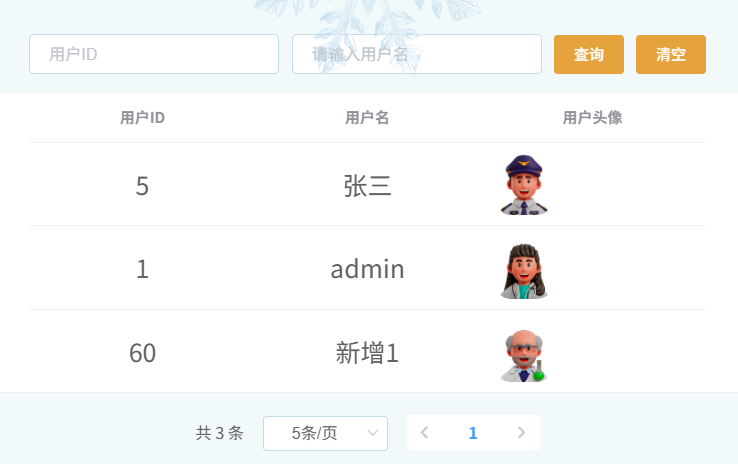 用户ID 请输入用户名 查询 清空
用户ID 用户名 用户头像
5 张三
1 admin
60 新增1
共 3 条 5条/页 1